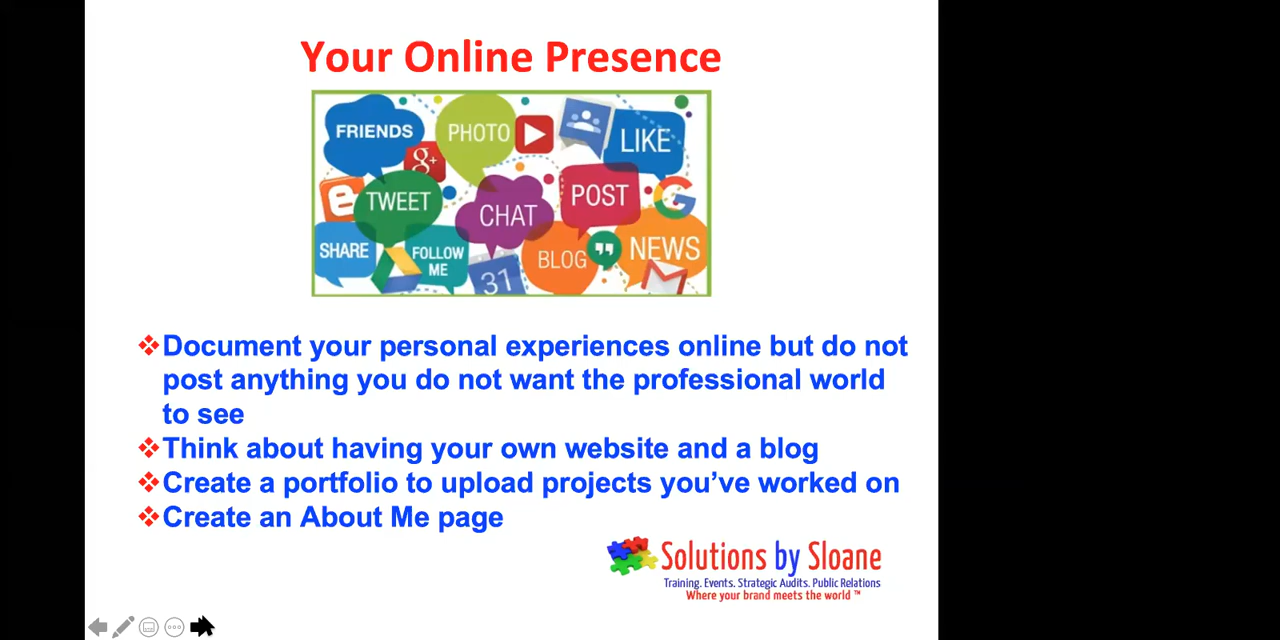 Your Online Presence
FRIENDS
PHOTO
LIKE
g+
TWEET
CHAT
POST
G
SHARE
FOLLOW
ME
31
BLOG
NEWS
Document your personal experiences online but do not
post anything you do not want the professional world
to see
Think about having your own website and a blog
Create a portfolio to upload projects you’ve worked on
Create an About Me page
Solutions by Sloane
Training. Events. Strategic Audits. Public Relations
Where your brand meets the world ™